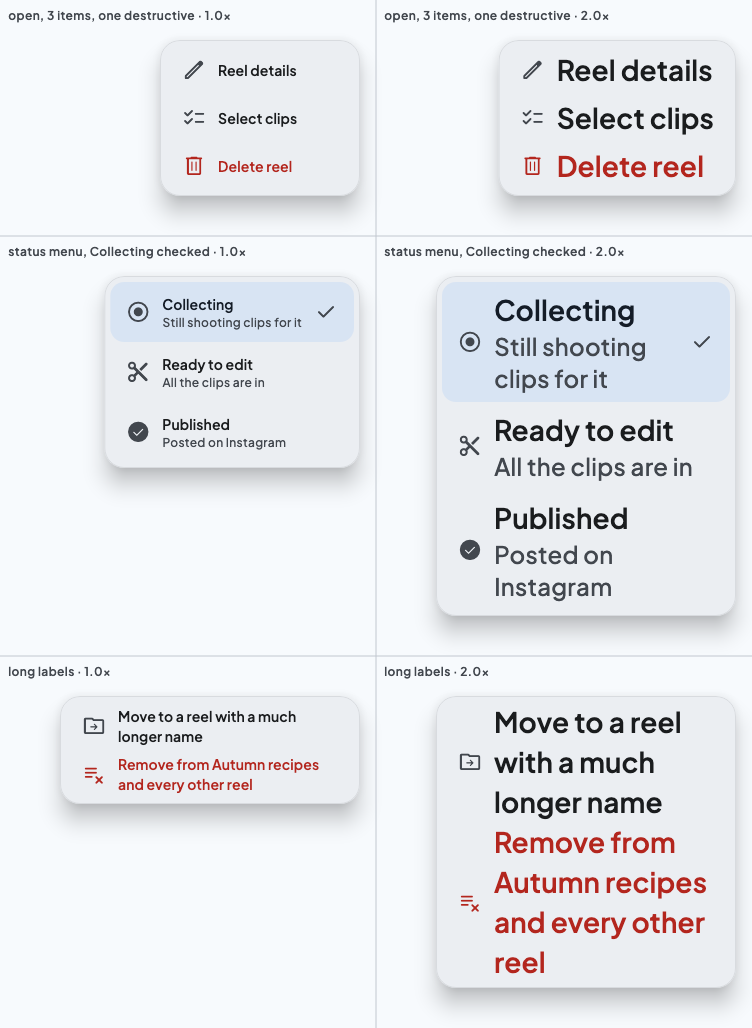 open, 3 items, one destructive · 1.0×
Reel details
Select clips
Delete reel
open, 3 items, one destructive · 2.0×
Reel details
Select clips
Delete reel
status menu, Collecting checked · 1.0×
Collecting
Still shooting clips for it
Ready to edit
All the clips are in
Published
Posted on Instagram
status menu, Collecting checked · 2.0×
Collecting
Still shooting
clips for it
Ready to edit
All the clips are in
Published
Posted on
Instagram
long labels · 1.0×
Move to a reel with a much
longer name
Remove from Autumn recipes
and every other reel
long labels · 2.0×
Move to a reel
with a much
longer name
Remove from
Autumn recipes
and every other
reel